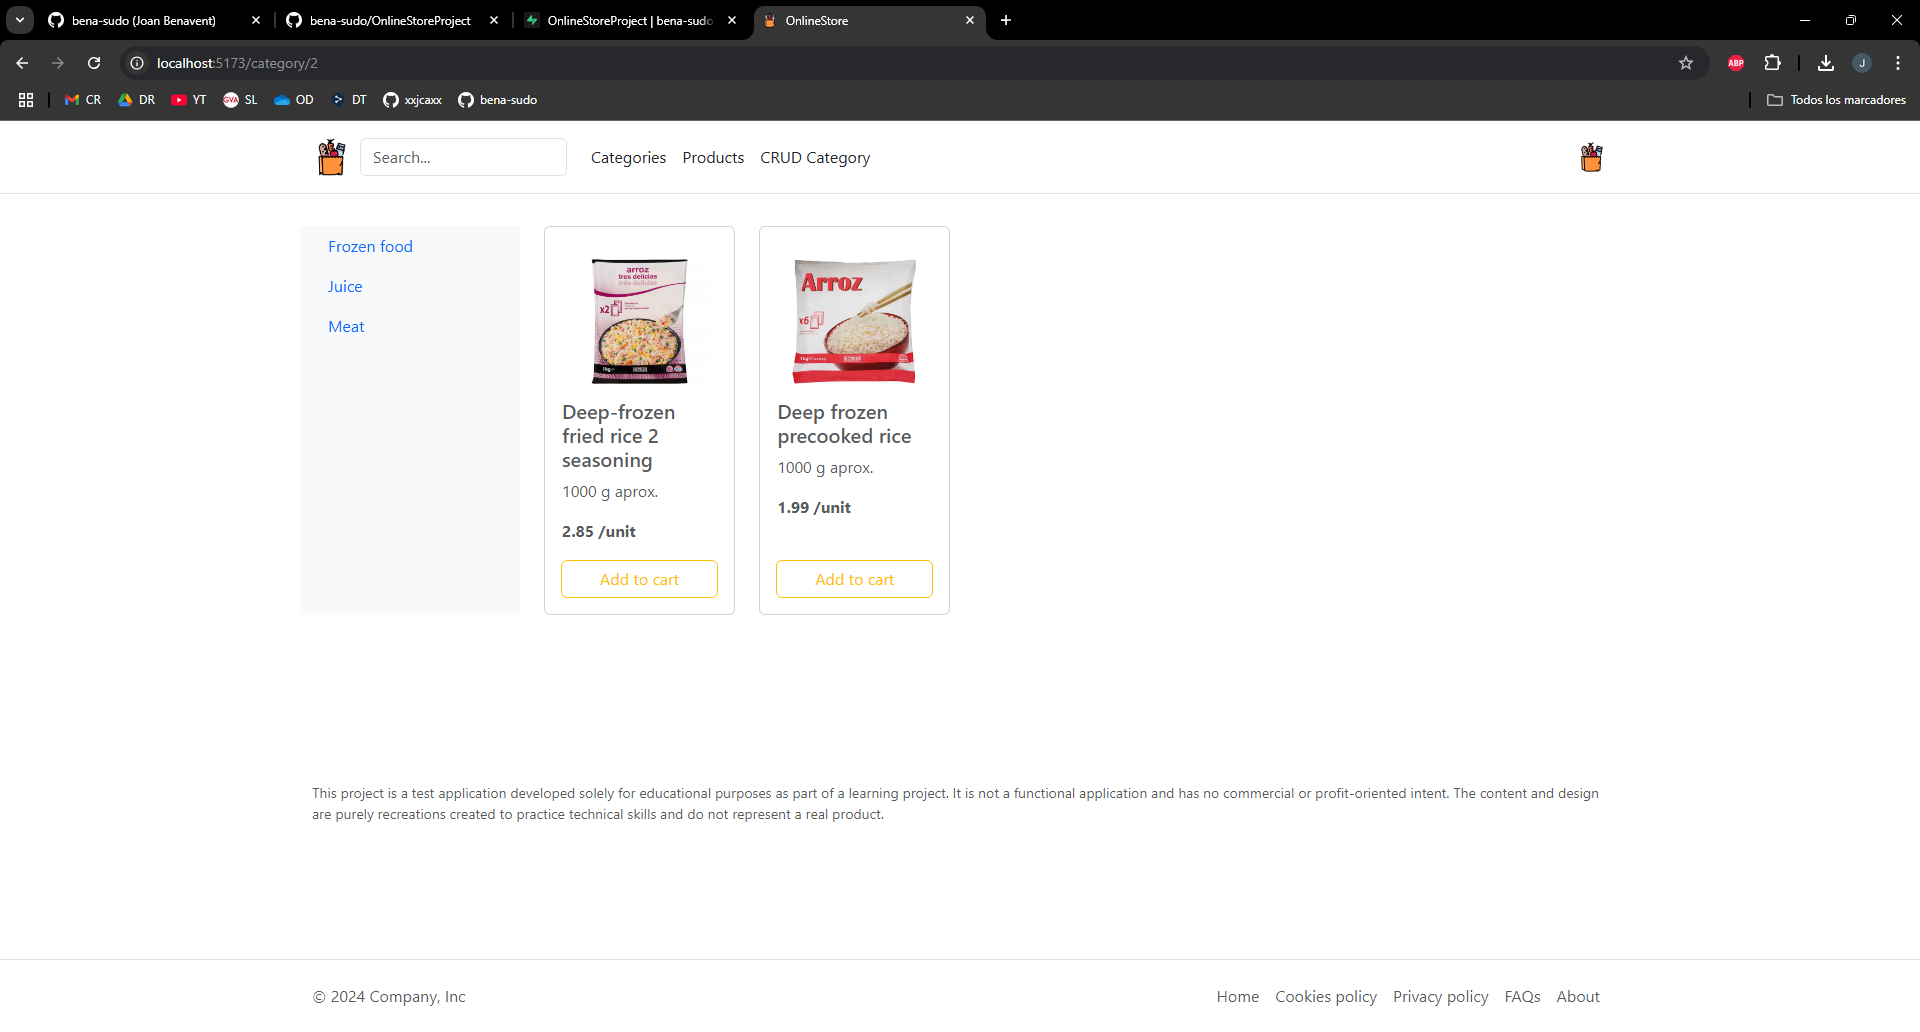 bena-sudo (Joan Benavent)
bena-sudo/OnlineStoreProject
OnlineStoreProject | bena-sudo
OnlineStore
localhost:5173/category/2
ABP
J
CR
DR
YT
GVA
SL
OD
DT
xxjcaxx
bena-sudo
Todos los marcadores
Search...
Categories
Products
CRUD Category
Frozen food
Juice
Meat
arroz
tres delicias
três delícias
x2
1kg
Deep-frozen
fried rice 2
seasoning
1000 g aprox.
2.85 /unit
Add to cart
Arroz
x6
1kg
Deep frozen
precooked rice
1000 g aprox.
1.99 /unit
Add to cart
This project is a test application developed solely for educational purposes as part of a learning project. It is not a functional application and has no commercial or profit-oriented intent. The content and design
are purely recreations created to practice technical skills and do not represent a real product.
© 2024 Company, Inc
Home
Cookies policy
Privacy policy
FAQs
About